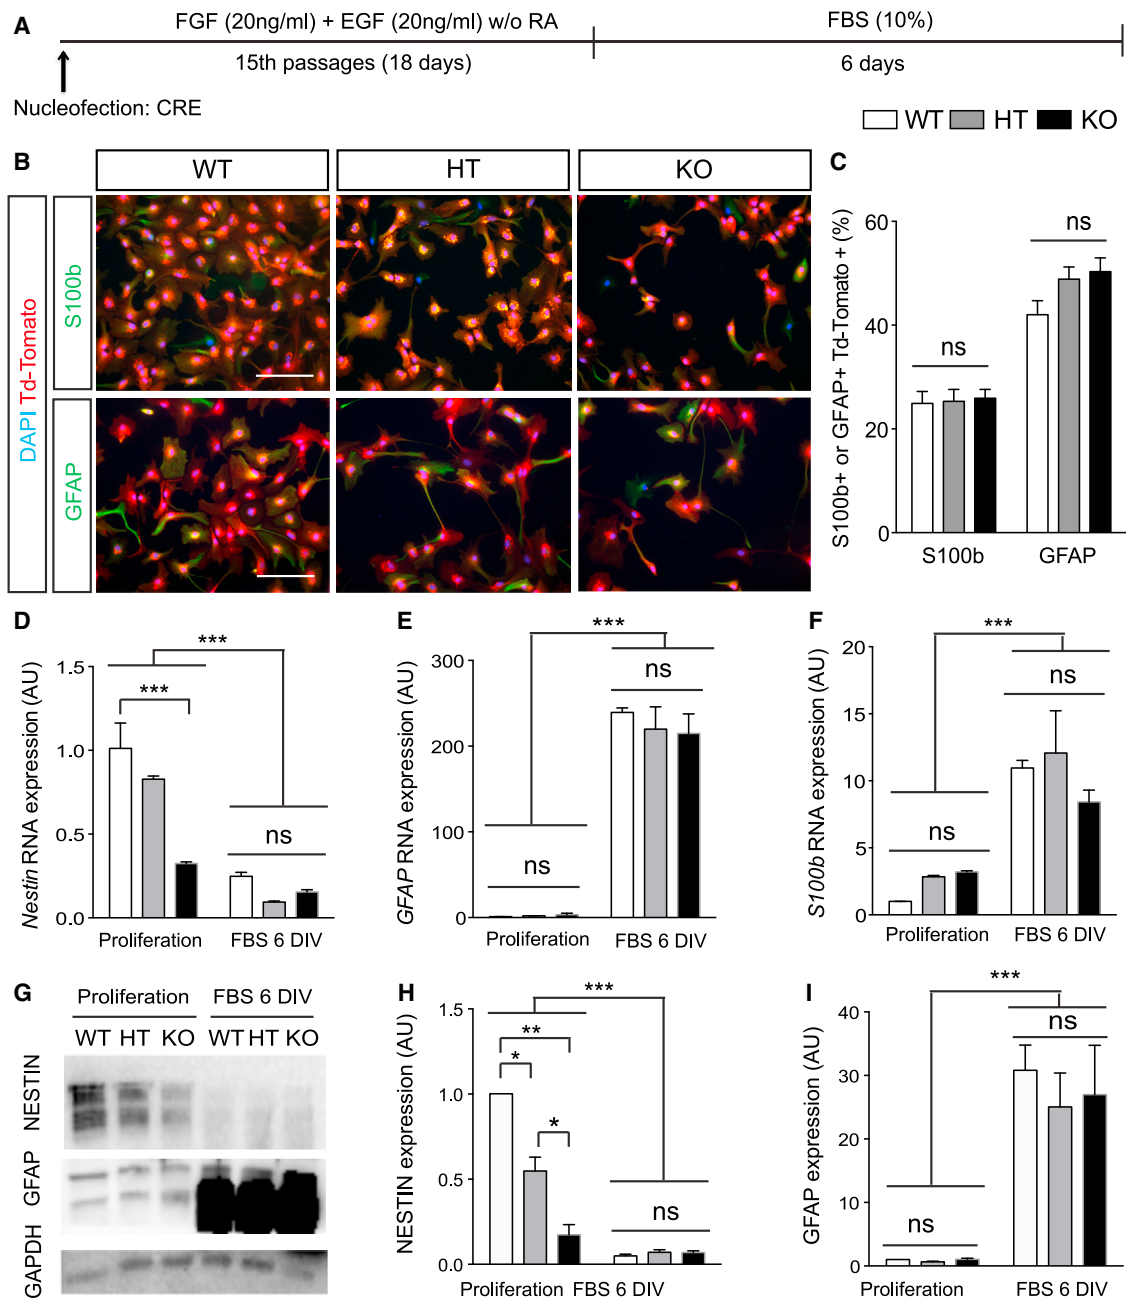 A
FGF (20ng/ml) + EGF (20ng/ml) w/o RA
FBS (10%)
15th passages (18 days)
6 days
Nucleofection: CRE
WT HT KO
B
WT HT KO
DAPI Td-Tomato
S100b
GFAP
C
S100b+ or GFAP+ Td-Tomato + (%)
60
40
20
0
ns
ns
S100b GFAP
D
Nestin RNA expression (AU)
1.5
1.0
0.5
0.0
***
***
ns
Proliferation FBS 6 DIV
E
GFAP RNA expression (AU)
300
200
100
0
***
ns
ns
Proliferation FBS 6 DIV
F
S100b RNA expression (AU)
20
15
10
5
0
***
ns
ns
Proliferation FBS 6 DIV
G
Proliferation FBS 6 DIV
WT HT KO WT HT KO
NESTIN
GFAP
GAPDH
H
NESTIN expression (AU)
1.5
1.0
0.5
0.0
***
**
*
*
ns
Proliferation FBS 6 DIV
I
GFAP expression (AU)
40
30
20
10
0
***
ns
ns
Proliferation FBS 6 DIV